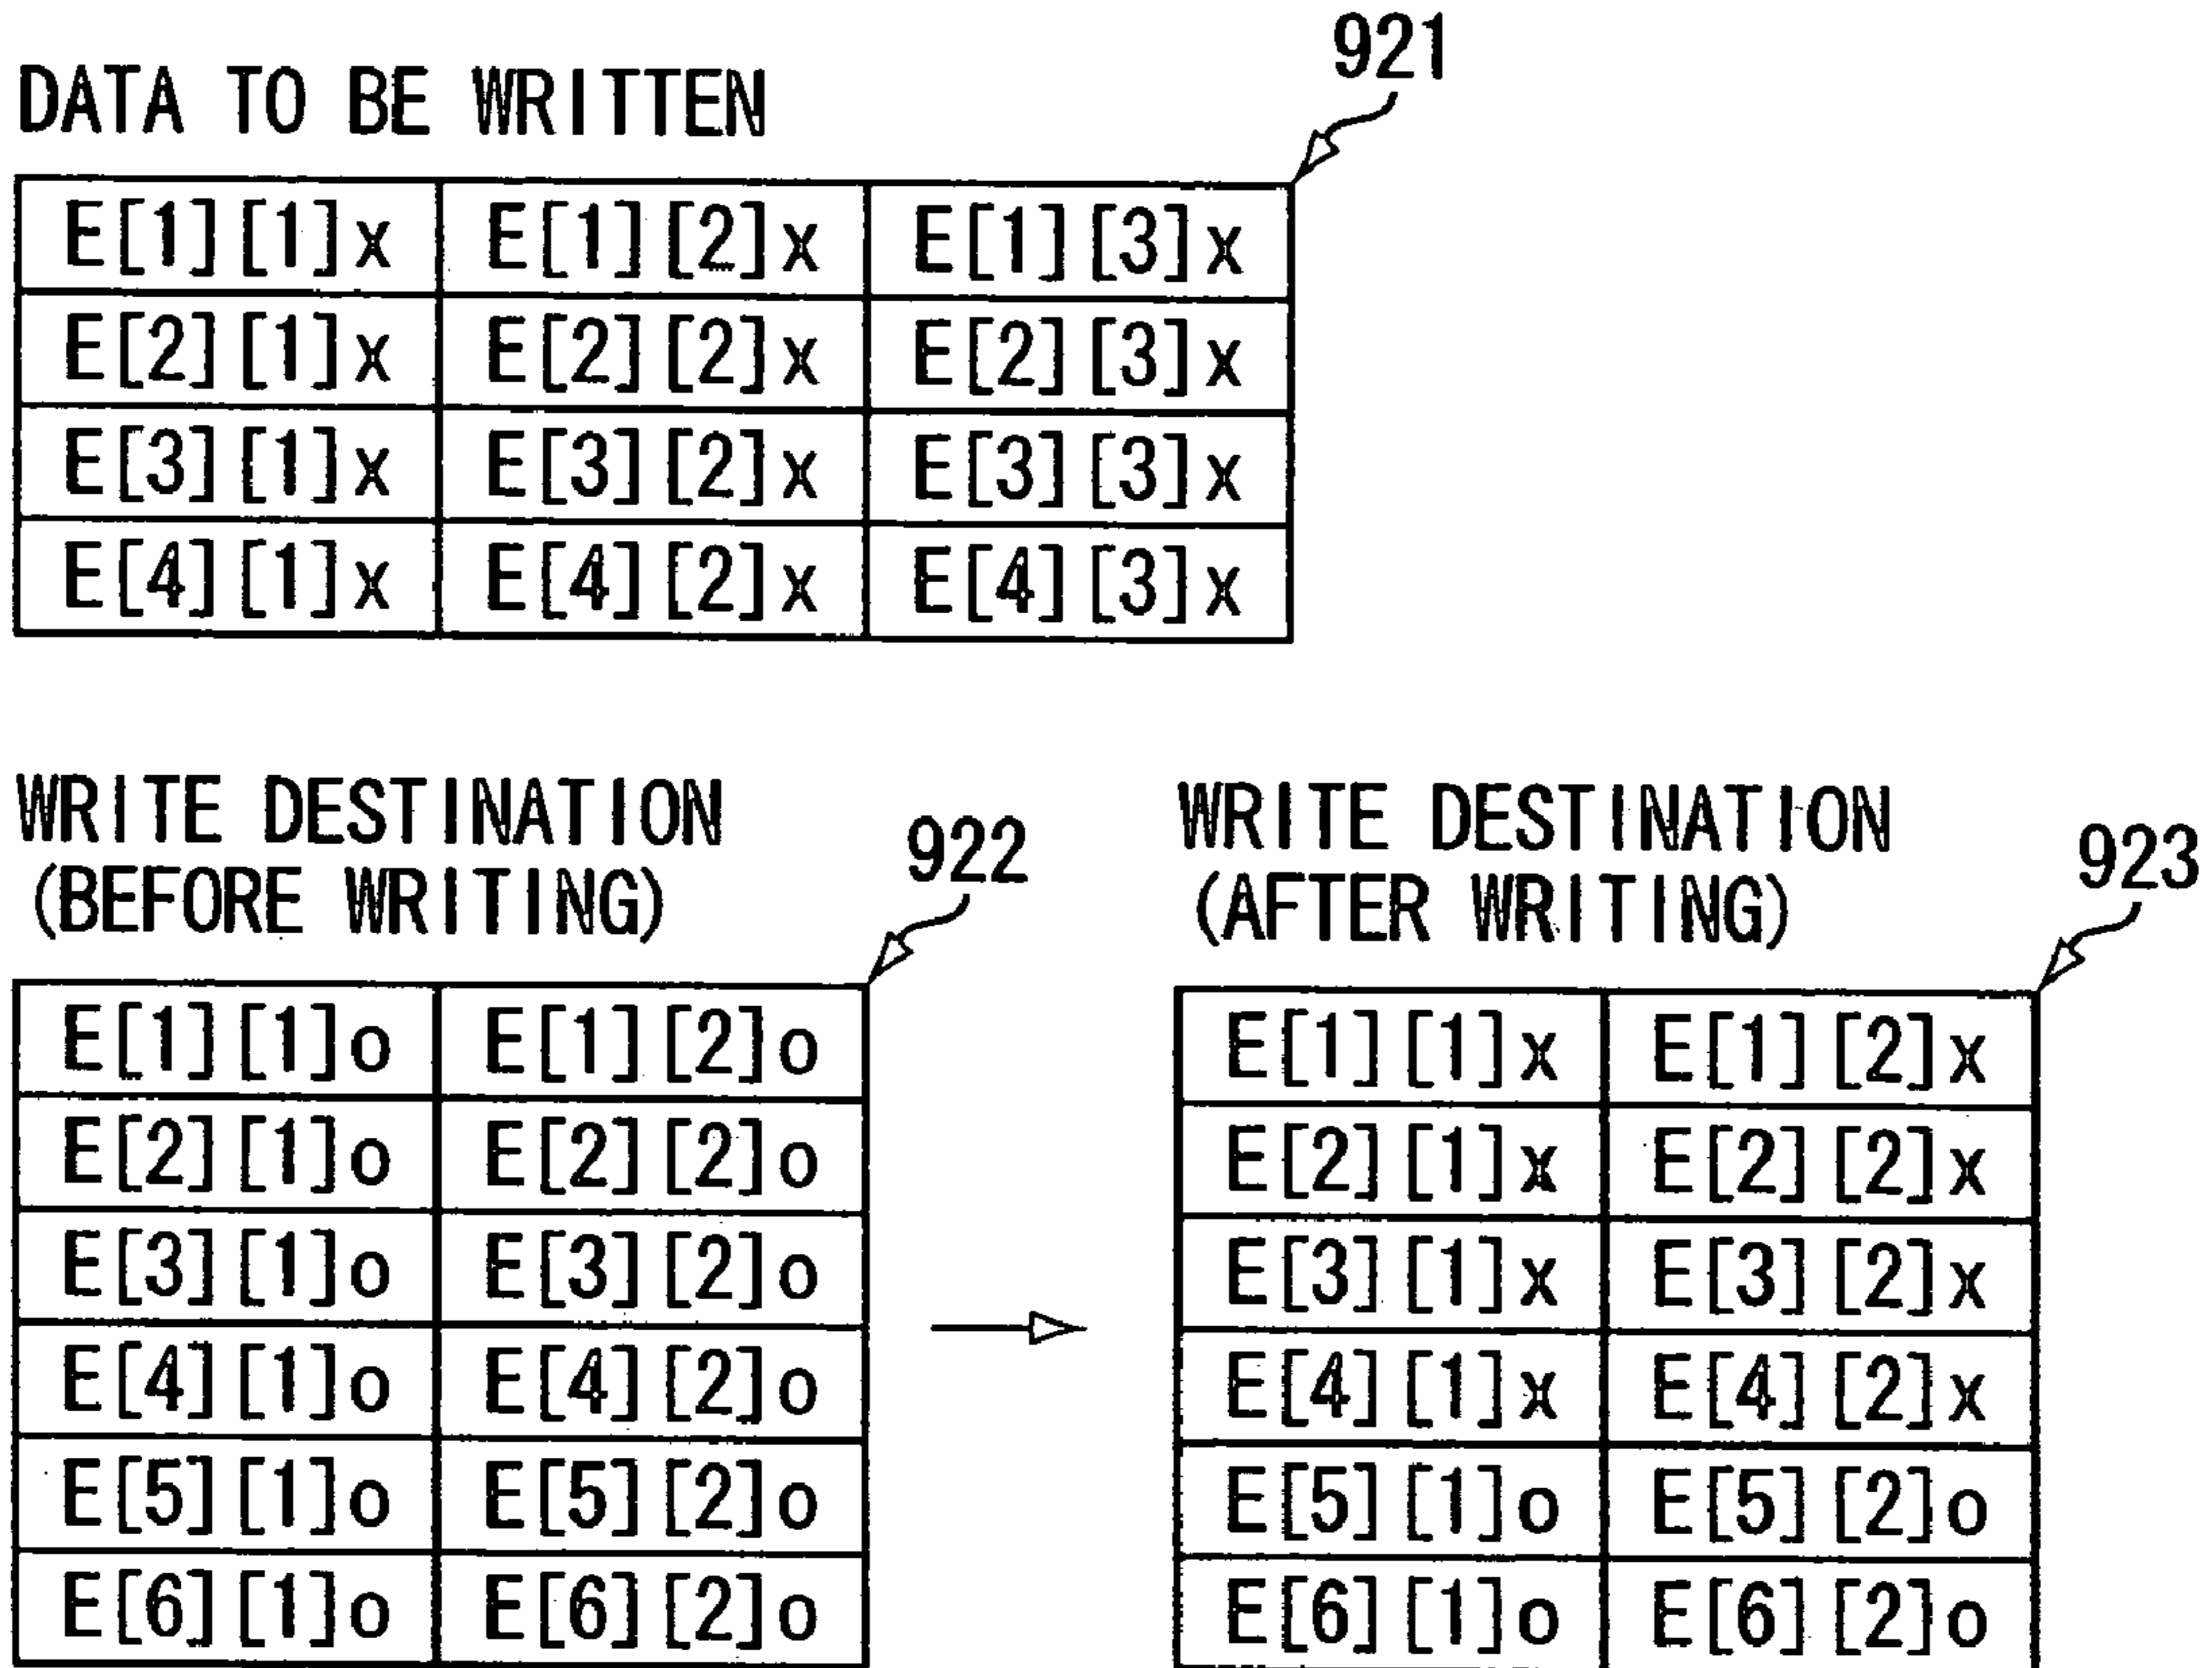 921
DATA TO BE WRITTEN
E[1][1]x E[1][2]x E[1][3]x
E[2][1]x E[2][2]x E[2][3]x
E[3][1]x E[3][2]x E[3][3]x
E[4][1]x E[4][2]x E[4][3]x
WRITE DESTINATION
(BEFORE WRITING)
922
E[1][1]o E[1][2]o
E[2][1]o E[2][2]o
E[3][1]o E[3][2]o
E[4][1]o E[4][2]o
E[5][1]o E[5][2]o
E[6][1]o E[6][2]o
WRITE DESTINATION
(AFTER WRITING)
923
E[1][1]x E[1][2]x
E[2][1]x E[2][2]x
E[3][1]x E[3][2]x
E[4][1]x E[4][2]x
E[5][1]o E[5][2]o
E[6][1]o E[6][2]o